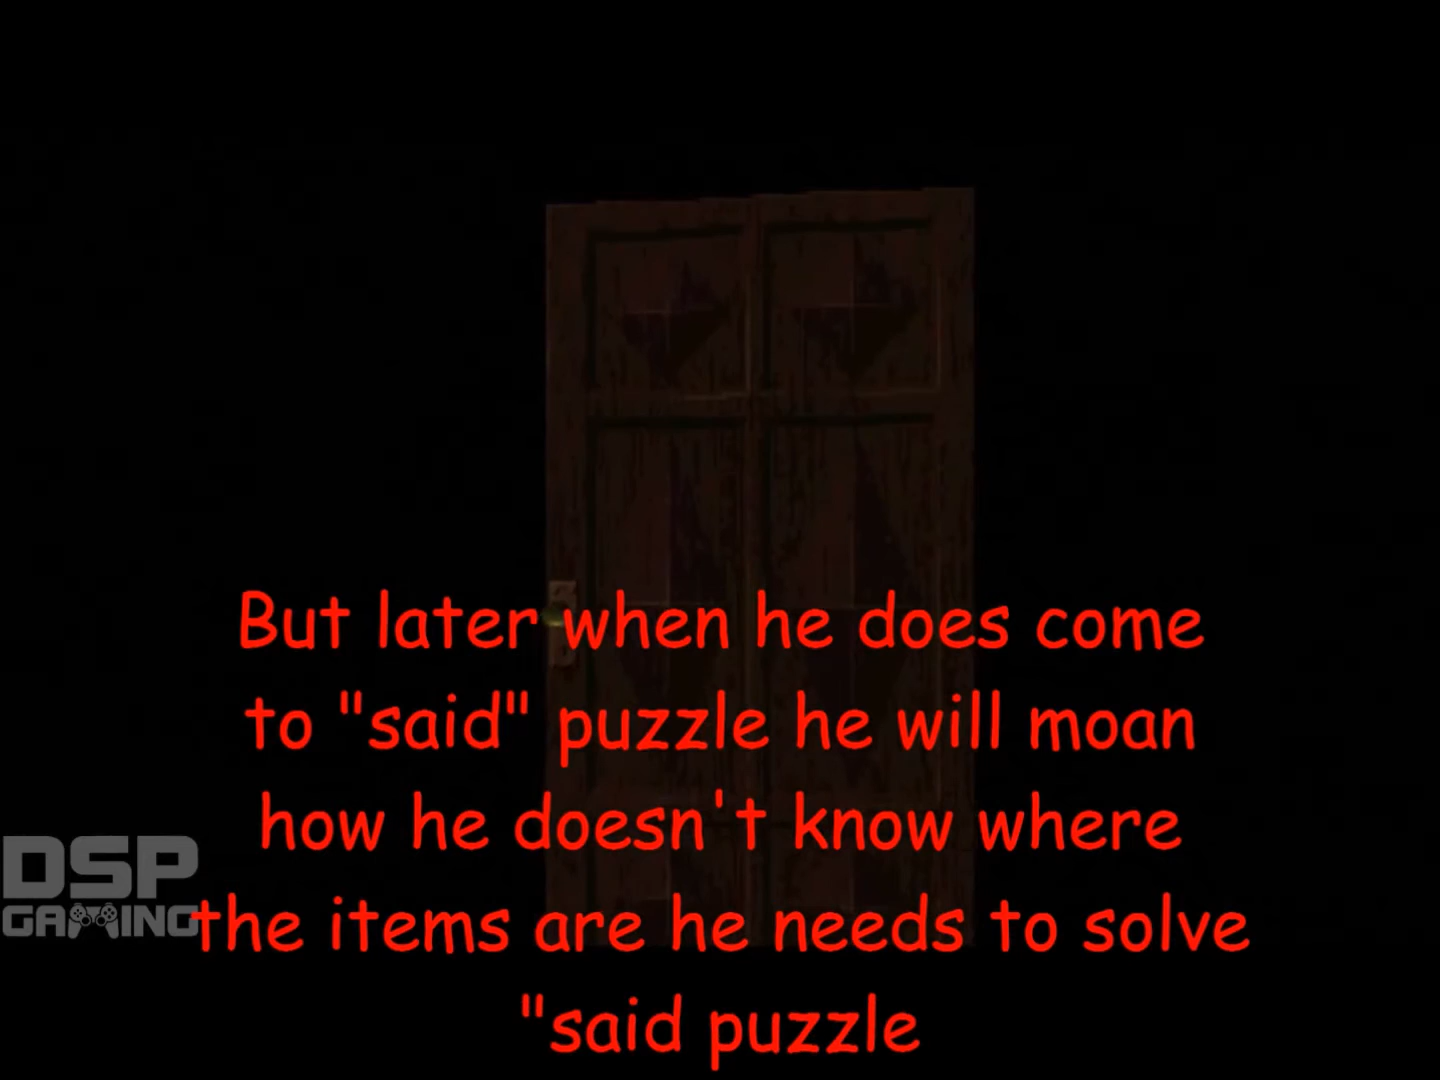 But later when he does come
to "said" puzzle he will moan
how he doesn't know where
DSP
GAMING
the items are he needs to solve
"said puzzle